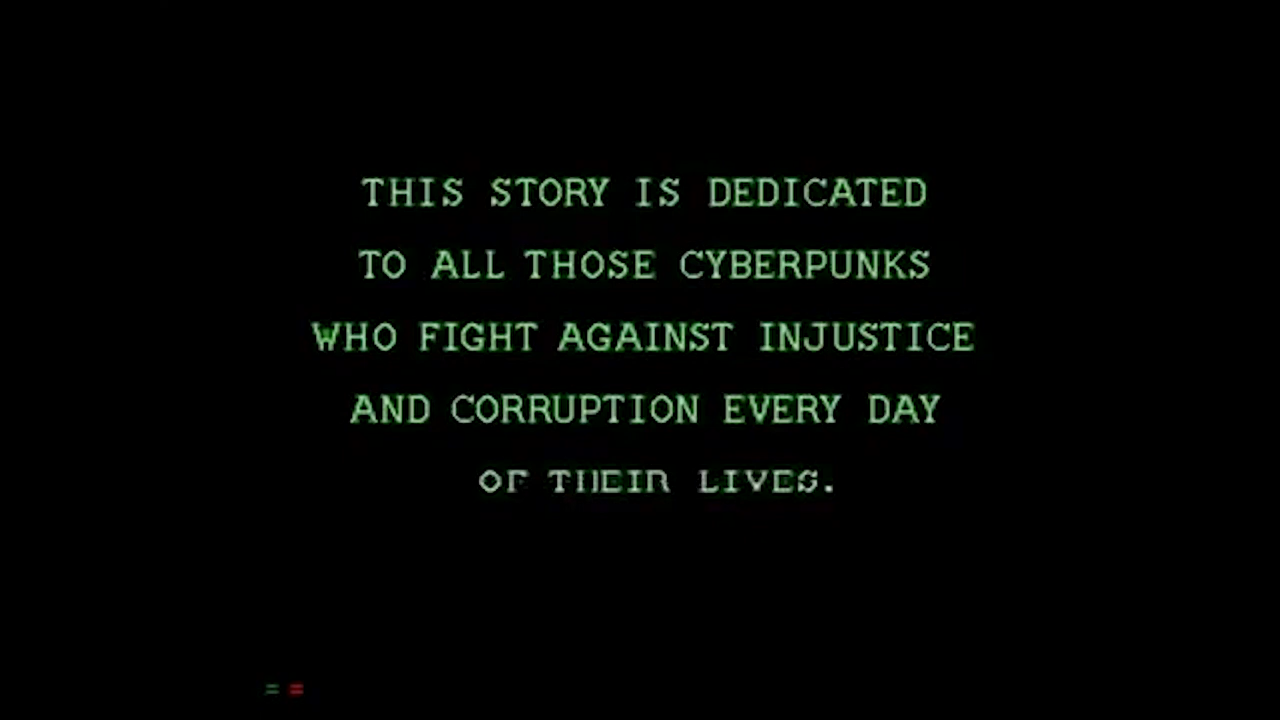 THIS STORY IS DEDICATED
TO ALL THOSE CYBERPUNKS
WHO FIGHT AGAINST INJUSTICE
AND CORRUPTION EVERY DAY
OF THEIR LIVES.
= =